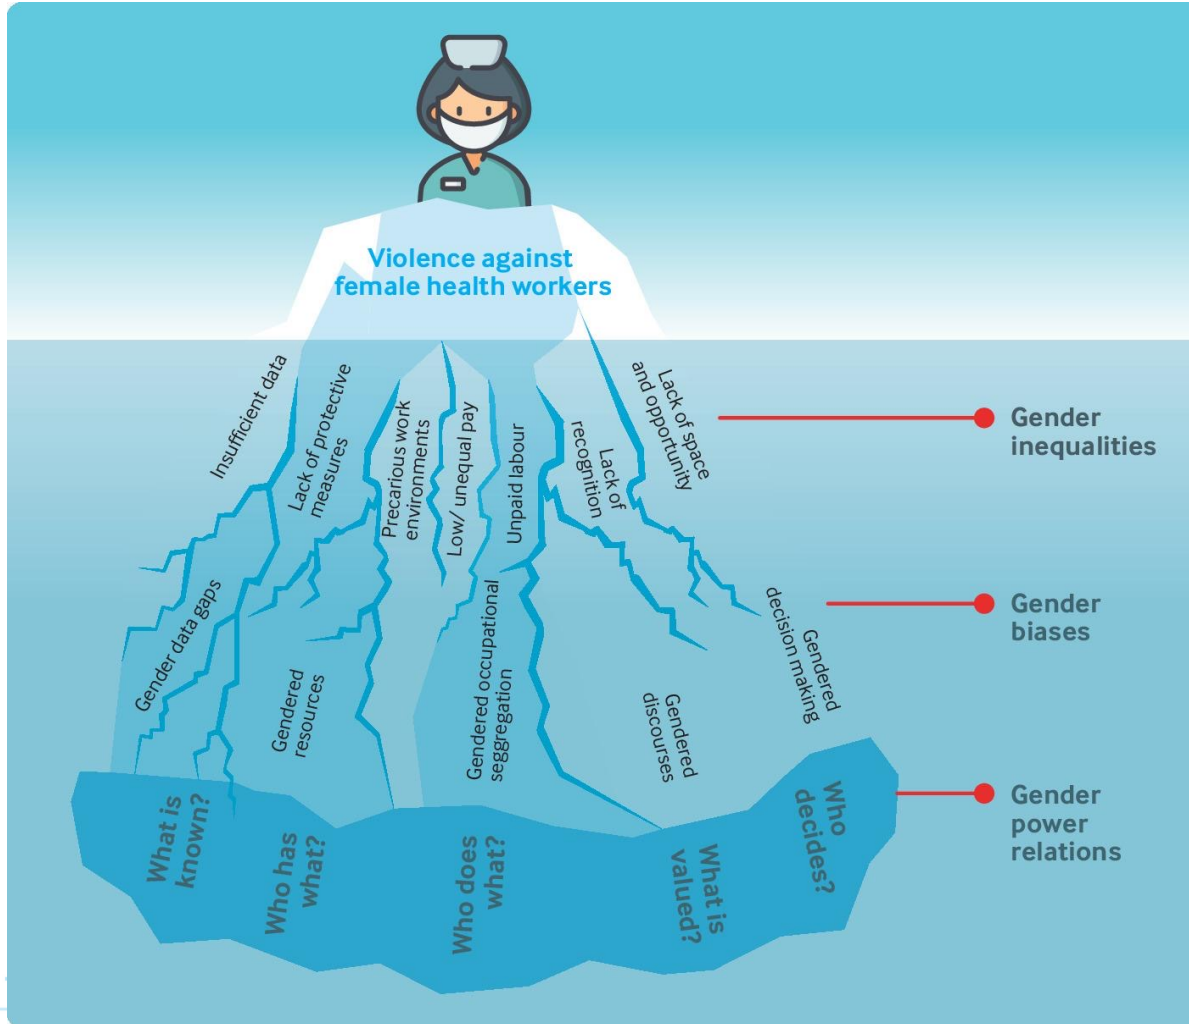 Violence against
female health workers
Insufficient data
Lack of protective
measures
Precarious work
environments
Low/ unequal pay
Unpaid labour
Lack of
recognition
Lack of space
and opportunity
Gender
inequalities
Gender data gaps
Gendered
resources
Gendered occupational
seggregation
Gendered
discourses
Gendered
decision making
Gender
biases
What is
known?
Who has
what?
Who does
what?
What is
valued?
Who
decides?
Gender
power
relations